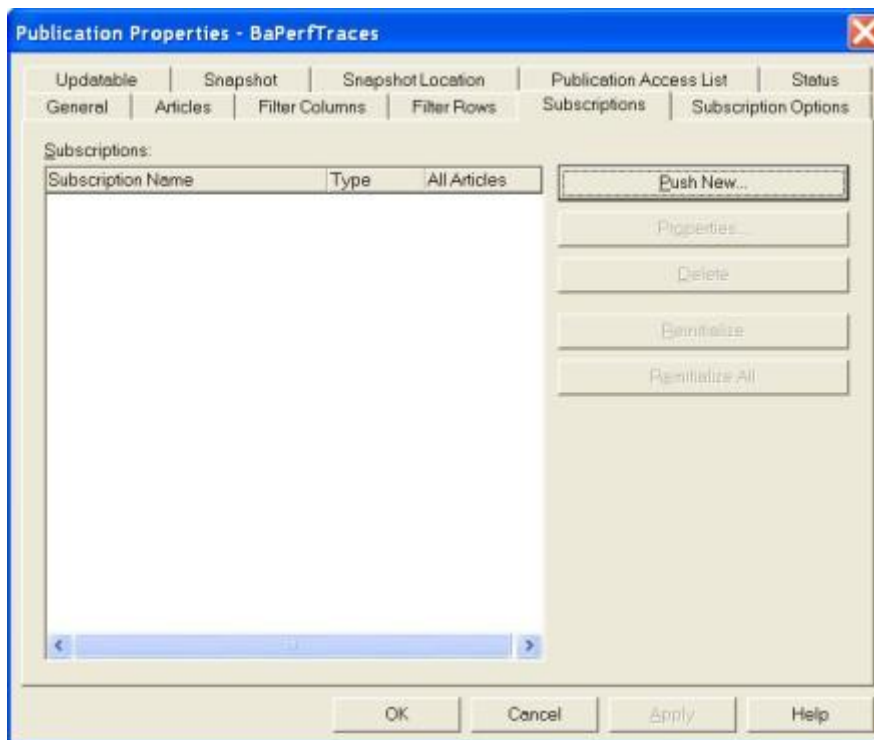 Publication Properties - BaPerfTraces
Updatable Snapshot Snapshot Location Publication Access List Status
General Articles Filter Columns Filter Rows Subscriptions Subscription Options
Subscriptions:
Subscription Name Type All Articles
Push New...
Properties...
Delete
Reinitialize
Reinitialize All
OK Cancel Apply Help